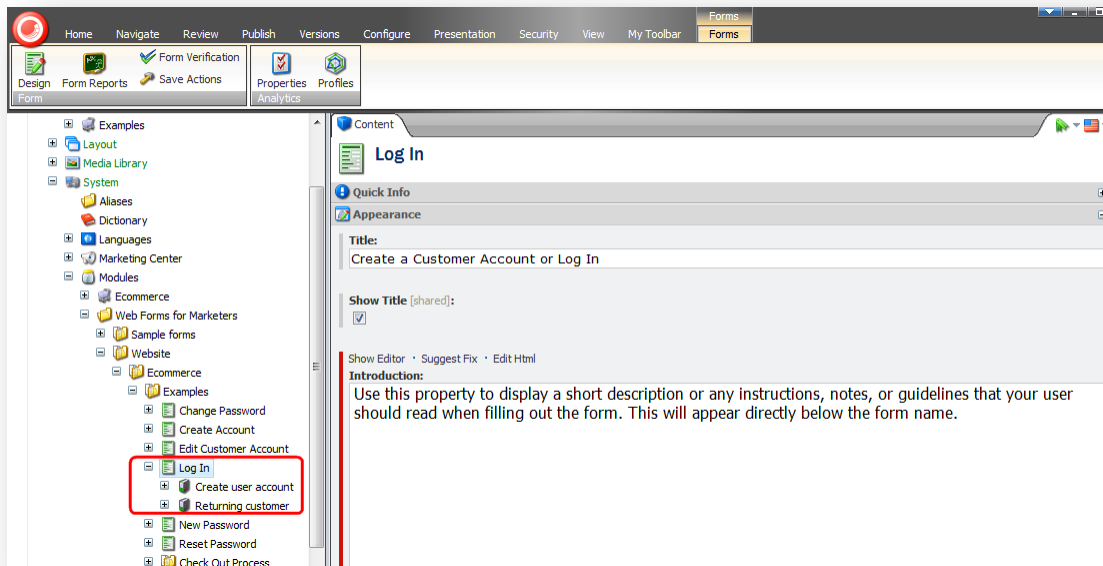 Forms
Home Navigate Review Publish Versions Configure Presentation Security View My Toolbar Forms
Design Form Reports Form Verification Save Actions Properties Profiles
Form Analytics
Examples
Layout
Media Library
System
Aliases
Dictionary
Languages
Marketing Center
Modules
Ecommerce
Web Forms for Marketers
Sample forms
Website
Ecommerce
Examples
Change Password
Create Account
Edit Customer Account
Log In
Create user account
Returning customer
New Password
Reset Password
Check Out Process
Content
Log In
Quick Info
Appearance
Title:
Create a Customer Account or Log In
Show Title [shared]:
Show Editor · Suggest Fix · Edit Html
Introduction:
Use this property to display a short description or any instructions, notes, or guidelines that your user
should read when filling out the form. This will appear directly below the form name.